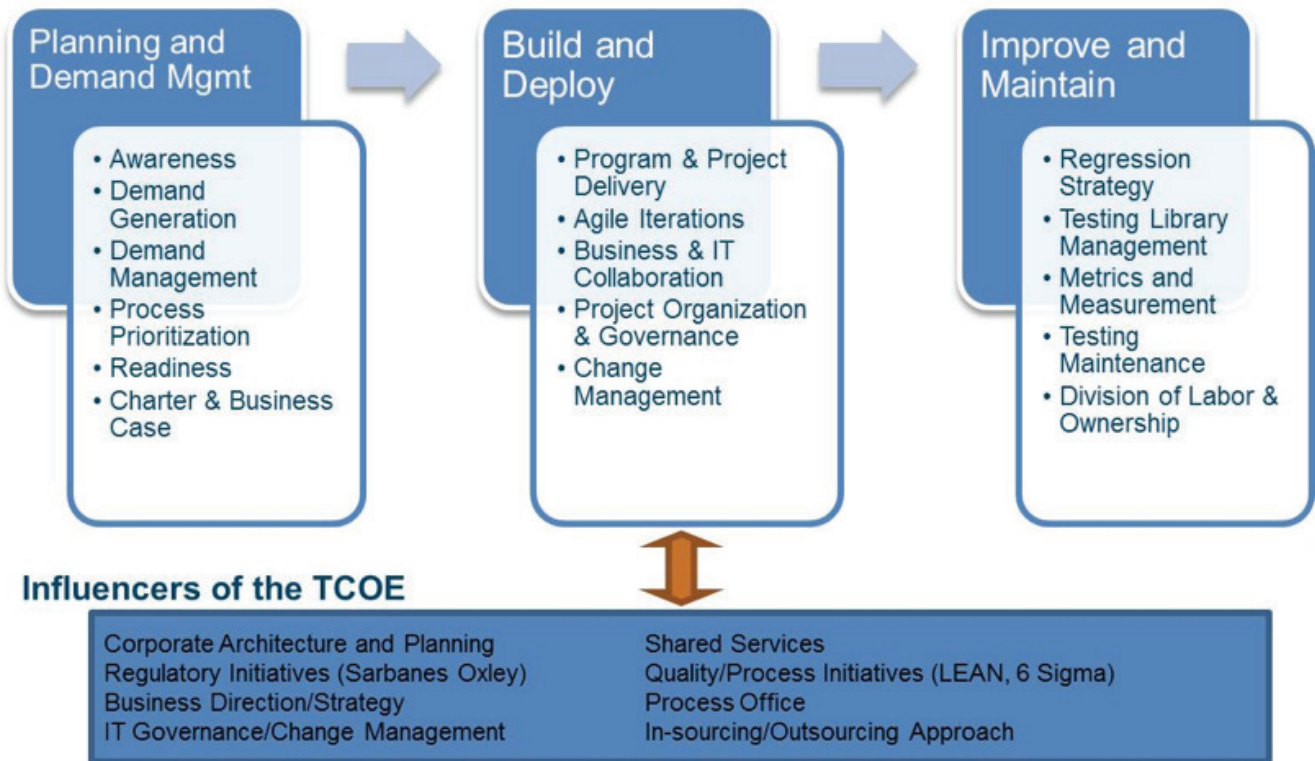 Planning and
Demand Mgmt
• Awareness
• Demand
Generation
• Demand
Management
• Process
Prioritization
• Readiness
• Charter & Business
Case
Build and
Deploy
• Program & Project
Delivery
• Agile Iterations
• Business & IT
Collaboration
• Project Organization
& Governance
• Change
Management
Improve and
Maintain
• Regression
Strategy
• Testing Library
Management
• Metrics and
Measurement
• Testing
Maintenance
• Division of Labor &
Ownership
Influencers of the TCOE
Corporate Architecture and Planning
Regulatory Initiatives (Sarbanes Oxley)
Business Direction/Strategy
IT Governance/Change Management
Shared Services
Quality/Process Initiatives (LEAN, 6 Sigma)
Process Office
In-sourcing/Outsourcing Approach